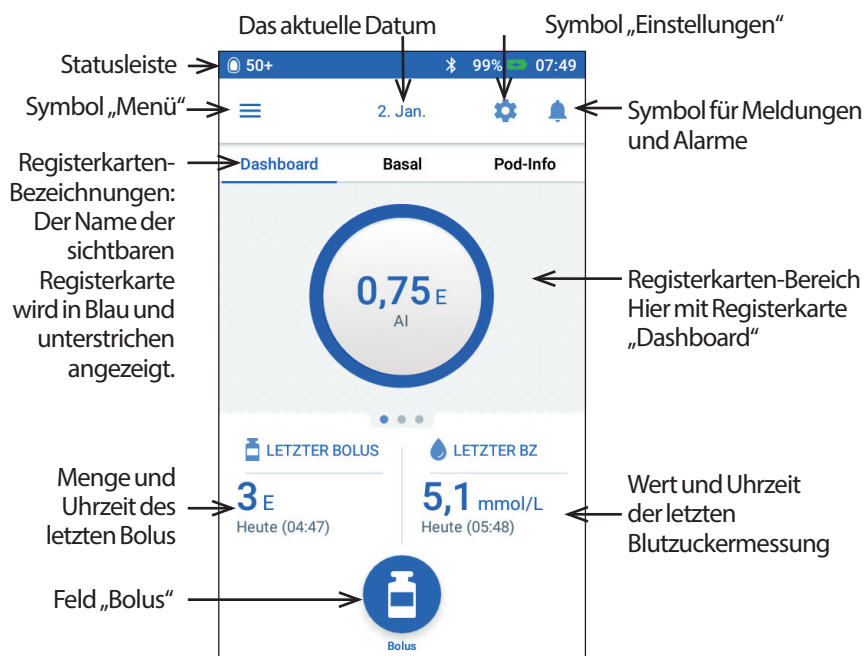 Das aktuelle Datum
Symbol „Einstellungen“
Statusleiste
50+
99%
07:49
Symbol „Menü“
2. Jan.
Symbol für Meldungen
und Alarme
Registerkarten-
Bezeichnungen:
Der Name der
sichtbaren
Registerkarte
wird in Blau und
unterstrichen
angezeigt.
Dashboard
Basal
Pod-Info
0,75 E
AI
Registerkarten-Bereich
Hier mit Registerkarte
„Dashboard“
LETZTER BOLUS
LETZTER BZ
Menge und
Uhrzeit des
letzten Bolus
3 E
Heute (04:47)
5,1 mmol/L
Heute (05:48)
Wert und Uhrzeit
der letzten
Blutzuckermessung
Feld „Bolus“
Bolus